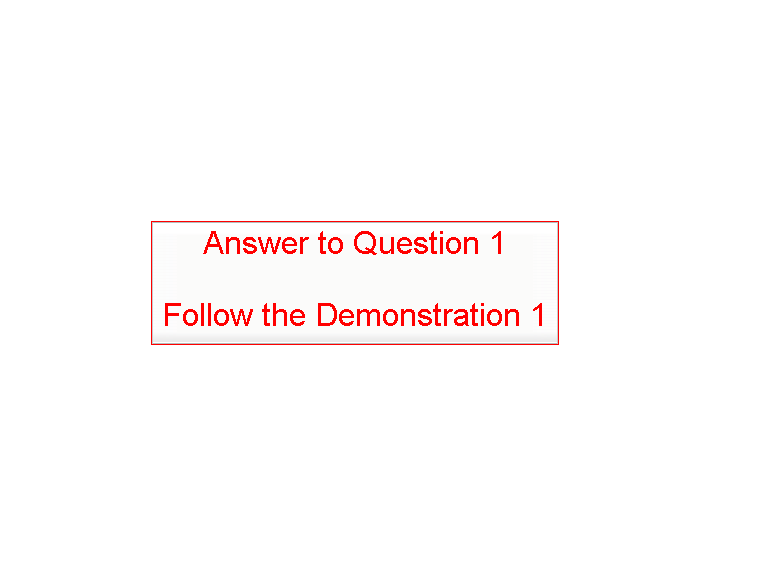 Answer to Question 1
Follow the Demonstration 1